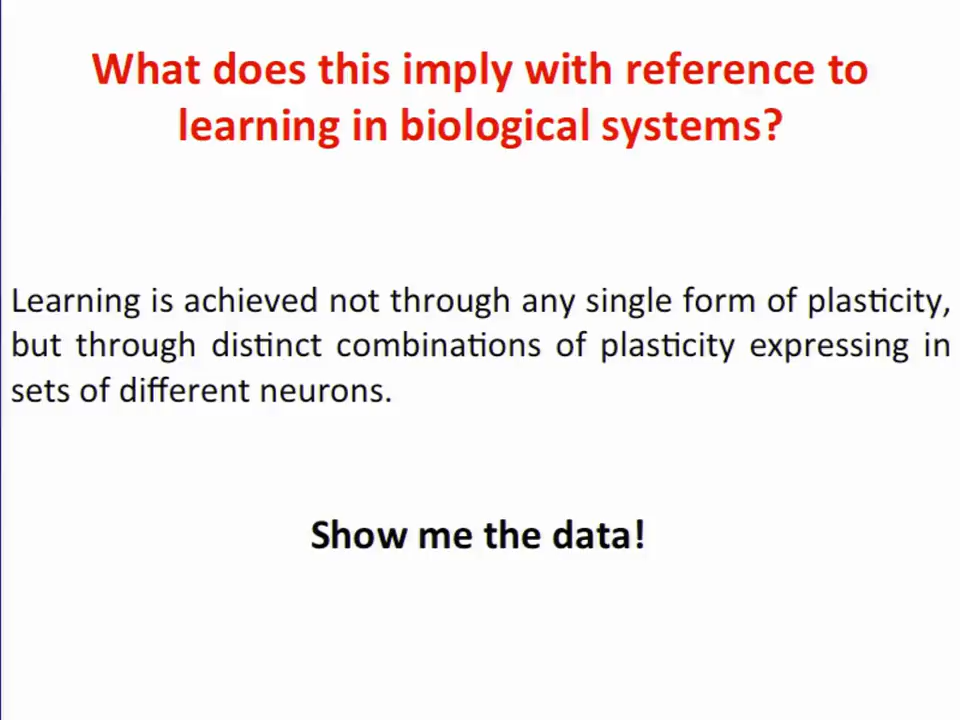 What does this imply with reference to
learning in biological systems?
Learning is achieved not through any single form of plasticity,
but through distinct combinations of plasticity expressing in
sets of different neurons.
Show me the data!